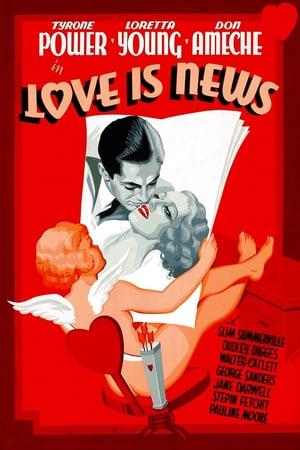 TYRONE LORETTA DON
POWER · YOUNG · AMECHE
in
LOVE IS NEWS
with
SLIM SUMMERVILLE
DUDLEY DIGGES
WALTER CATLETT
GEORGE SANDERS
JANE DARWELL
STEPIN FETCHIT
PAULINE MOORE